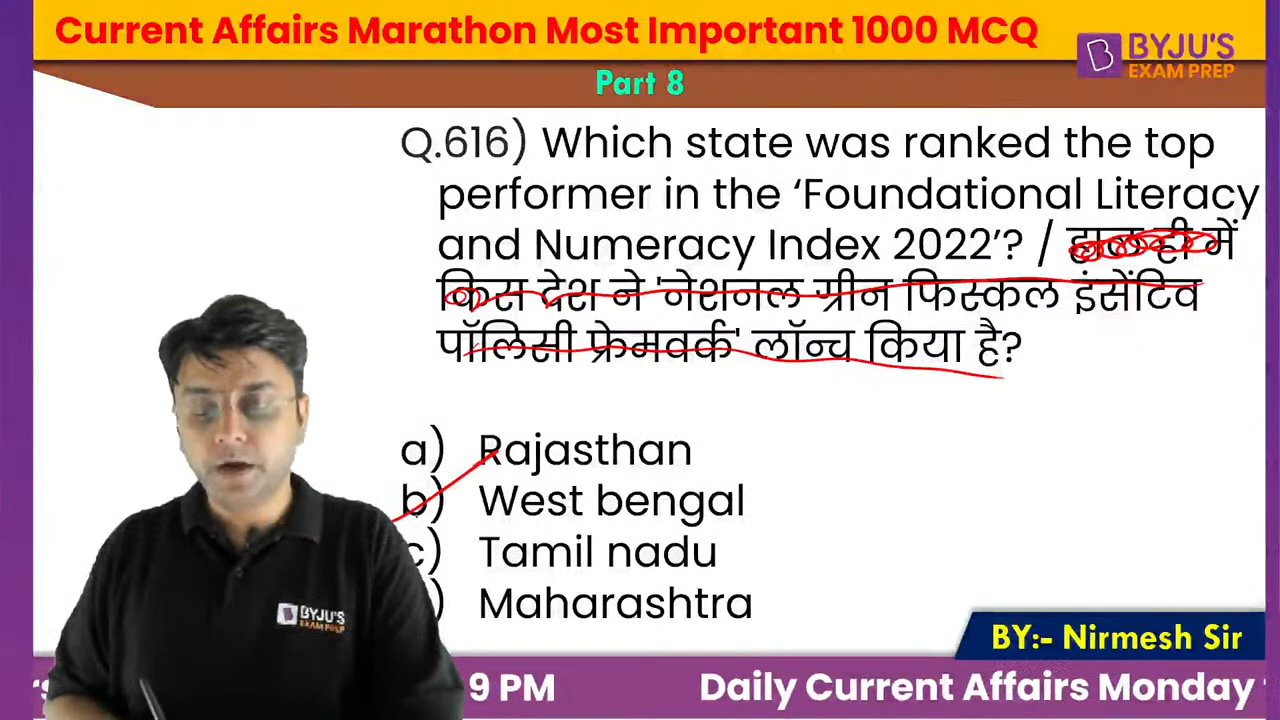 Current Affairs Marathon Most Important 1000 MCQ
BYJU'S
EXAM PREP
Part 8
Q.616) Which state was ranked the top
performer in the ‘Foundational Literacy
and Numeracy Index 2022’? / हाल ही में
किस देश ने 'नेशनल ग्रीन फिस्कल इंसेंटिव
पॉलिसी फ्रेमवर्क' लॉन्च किया है?
a) Rajasthan
b) West bengal
c) Tamil nadu
) Maharashtra
BYJU'S
EXAM PREP
BY:- Nirmesh Sir
9 PM Daily Current Affairs Monday